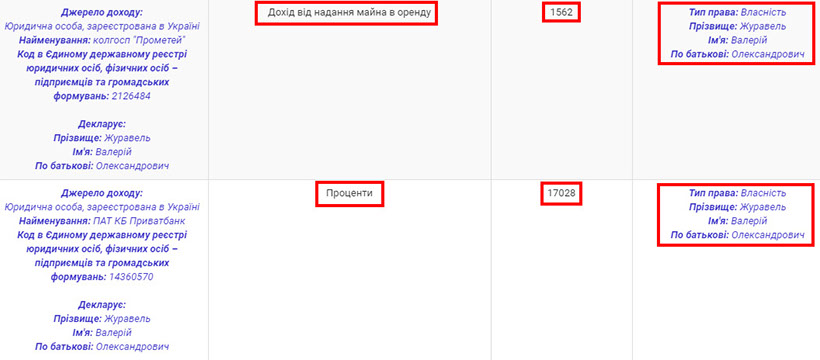 Джерело доходу:
Юридична особа, зареєстрована в Україні
Найменування: колгосп "Прометей"
Код в Єдиному державному реєстрі
юридичних осіб, фізичних осіб –
підприємців та громадських
формувань: 2126484
Декларує:
Прізвище: Журавель
Ім'я: Валерій
По батькові: Олександрович
Дохід від надання майна в оренду
1562
Тип права: Власність
Прізвище: Журавель
Ім'я: Валерій
По батькові: Олександрович
Джерело доходу:
Юридична особа, зареєстрована в Україні
Найменування: ПАТ КБ Приватбанк
Код в Єдиному державному реєстрі
юридичних осіб, фізичних осіб –
підприємців та громадських
формувань: 14360570
Декларує:
Прізвище: Журавель
Ім'я: Валерій
По батькові: Олександрович
Проценти
17028
Тип права: Власність
Прізвище: Журавель
Ім'я: Валерій
По батькові: Олександрович